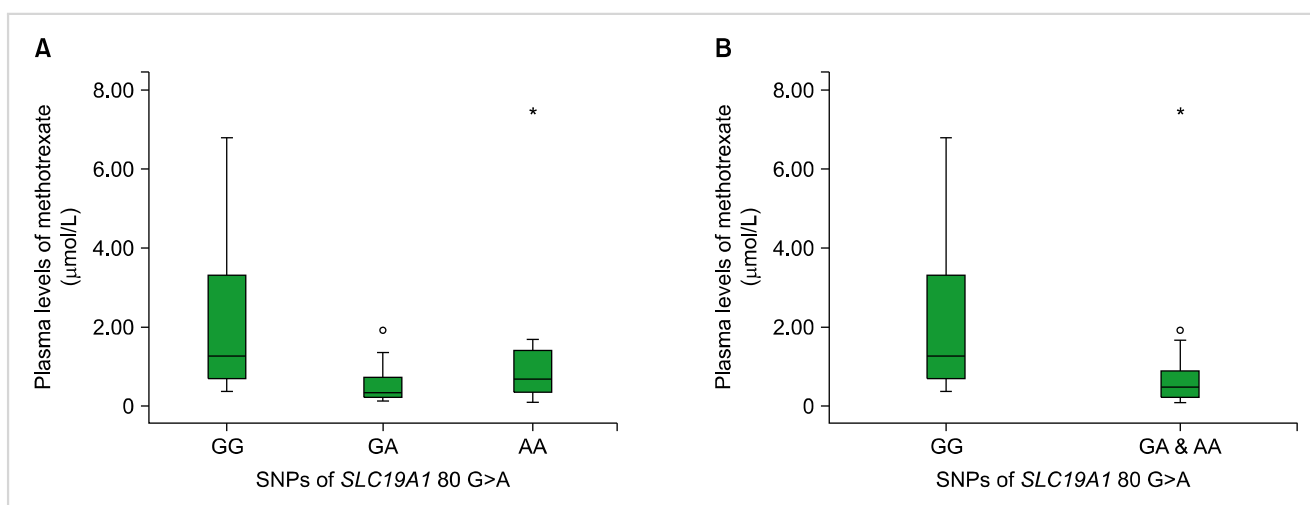 A
Plasma levels of methotrexate
(μmol/L)
8.00
6.00
4.00
2.00
0
GG GA AA
SNPs of SLC19A1 80 G>A
B
Plasma levels of methotrexate
(μmol/L)
8.00
6.00
4.00
2.00
0
GG GA & AA
SNPs of SLC19A1 80 G>A